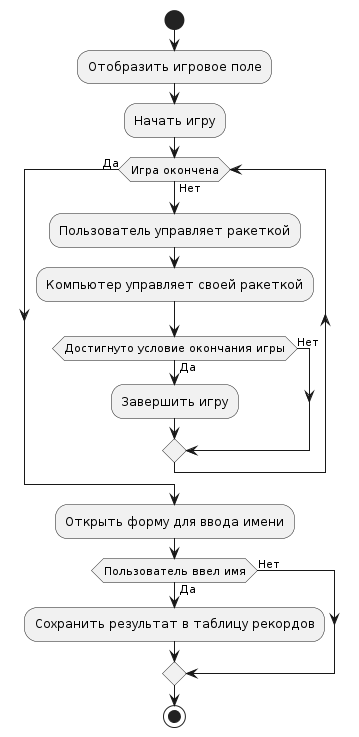 Отобразить игровое поле
Начать игру
Да
Игра окончена
Нет
Пользователь управляет ракеткой
Компьютер управляет своей ракеткой
Достигнуто условие окончания игры
Нет
Да
Завершить игру
Открыть форму для ввода имени
Пользователь ввел имя
Нет
Да
Сохранить результат в таблицу рекордов